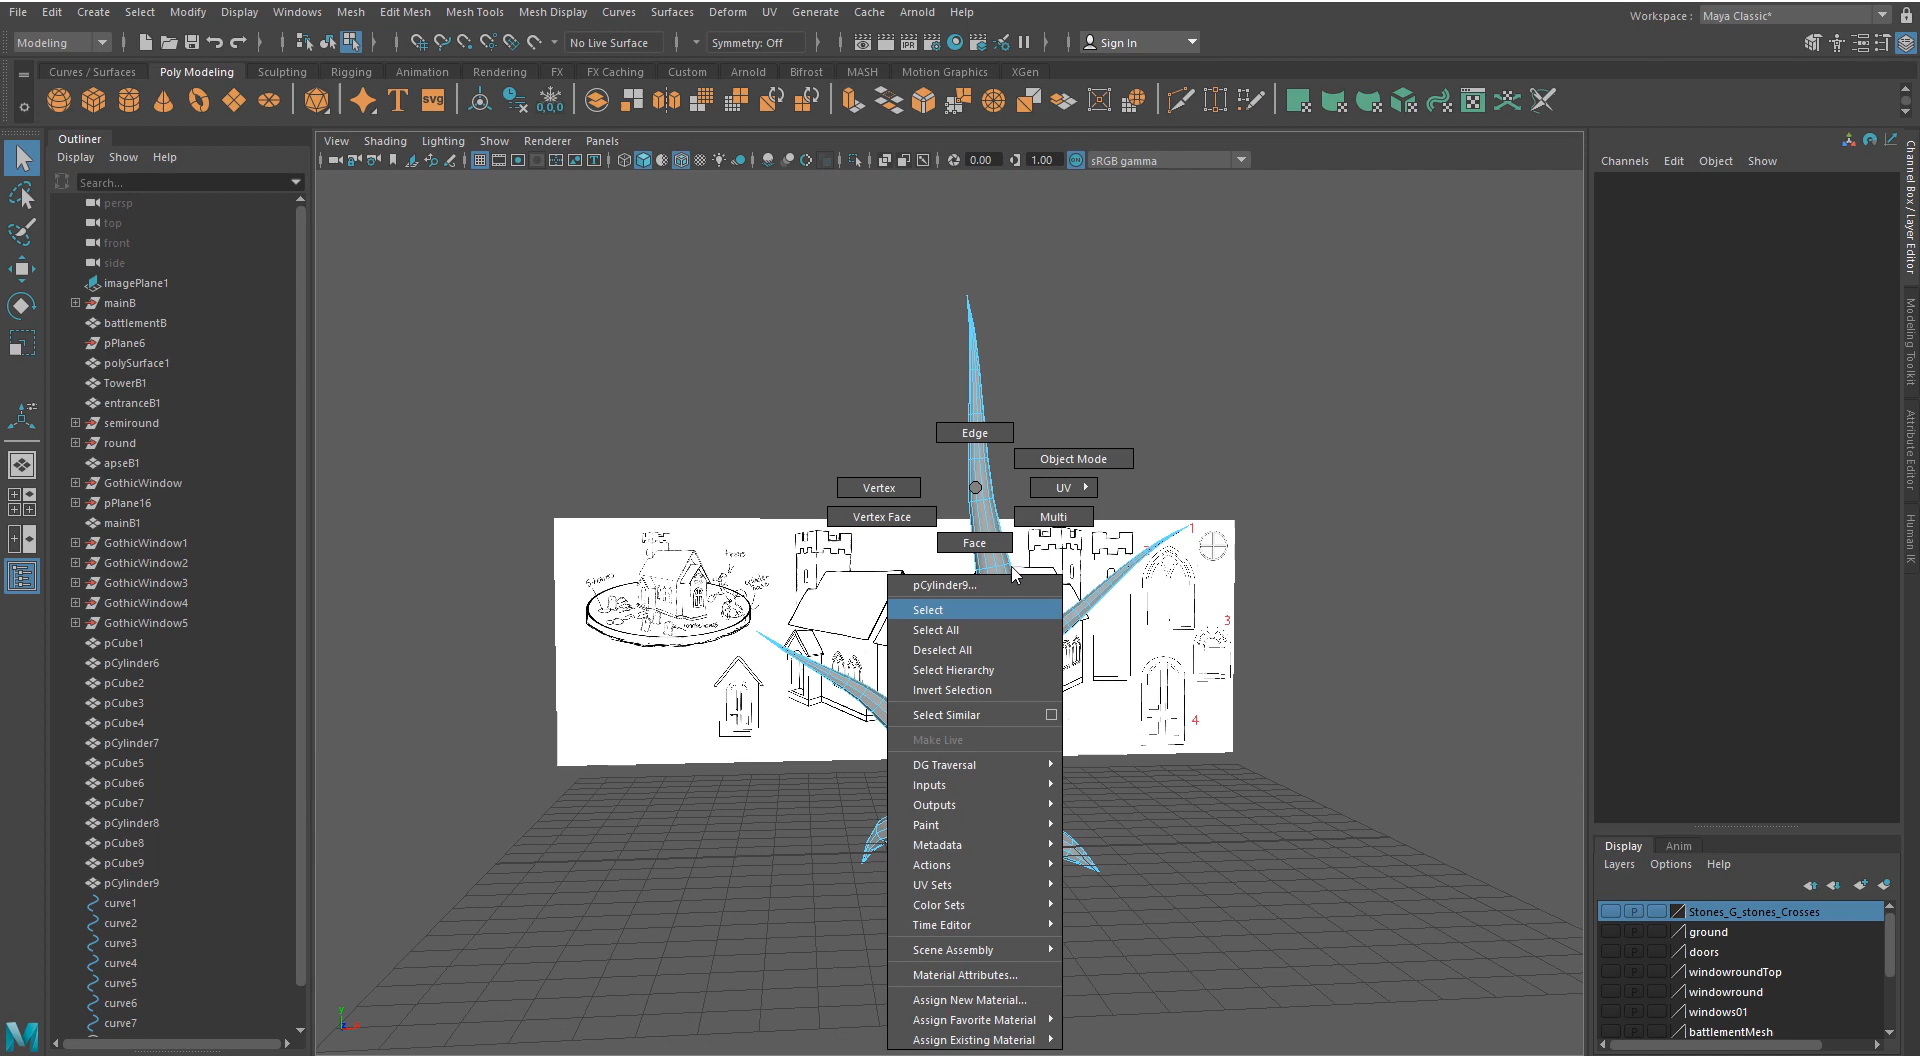 File Edit Create Select Modify Display Windows Mesh Edit Mesh Mesh Tools Mesh Display Curves Surfaces Deform UV Generate Cache Arnold Help
Workspace : Maya Classic*
Modeling No Live Surface Symmetry: Off Sign In
Curves / Surfaces Poly Modeling Sculpting Rigging Animation Rendering FX FX Caching Custom Arnold Bifrost MASH Motion Graphics XGen
Outliner
Display Show Help
Search...
persp
top
front
side
imagePlane1
mainB
battlementB
pPlane6
polySurface1
TowerB1
entranceB1
semiround
round
apseB1
GothicWindow
pPlane16
mainB1
GothicWindow1
GothicWindow2
GothicWindow3
GothicWindow4
GothicWindow5
pCube1
pCylinder6
pCube2
pCube3
pCube4
pCylinder7
pCube5
pCube6
pCube7
pCylinder8
pCube8
pCube9
pCylinder9
curve1
curve2
curve3
curve4
curve5
curve6
curve7
View Shading Lighting Show Renderer Panels
0.00 1.00 ON sRGB gamma
IPR
T
svg
0,0,0
Edge
Object Mode
Vertex
UV
Vertex Face
Multi
Face
1
3
4
pCylinder9...
Select
Select All
Deselect All
Select Hierarchy
Invert Selection
Select Similar
Make Live
DG Traversal
Inputs
Outputs
Paint
Metadata
Actions
UV Sets
Color Sets
Time Editor
Scene Assembly
Material Attributes...
Assign New Material...
Assign Favorite Material
Assign Existing Material
y
Channels Edit Object Show
Channel Box / Layer Editor
Modeling Toolkit
Attribute Editor
Human IK
Display Anim
Layers Options Help
P Stones_G_stones_Crosses
P ground
P doors
P windowroundTop
P windowround
P windows01
P battlementMesh
M